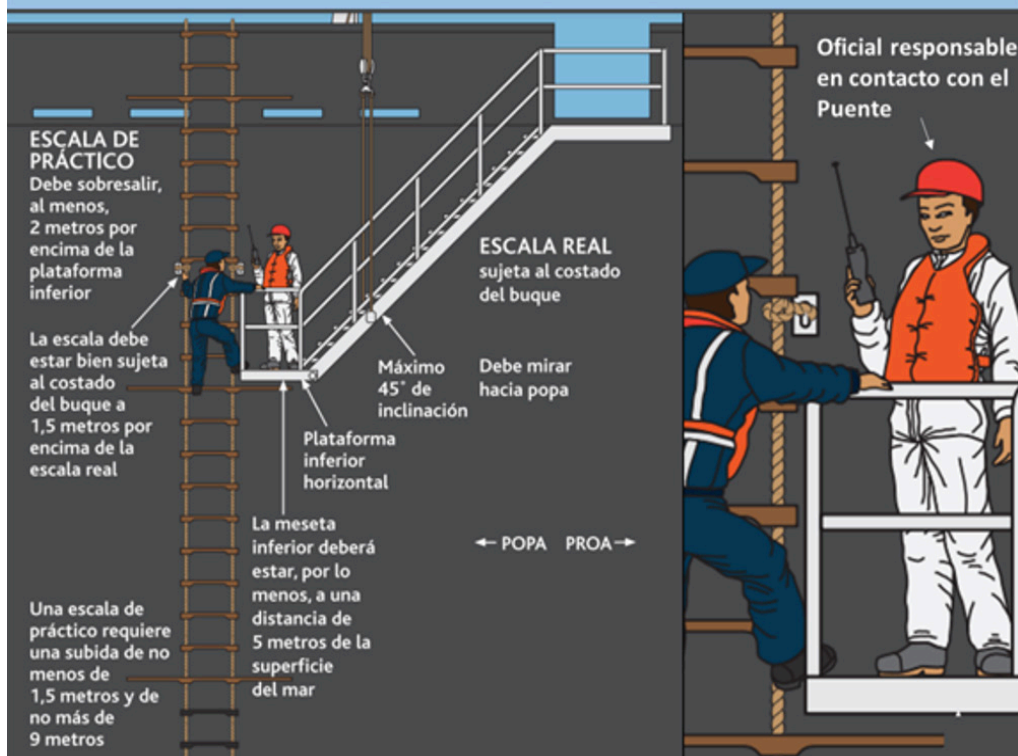 ESCALA DE
PRÁCTICO
Debe sobresalir,
al menos,
2 metros por
encima de la
plataforma
inferior
La escala debe
estar bien sujeta
al costado
del buque a
1,5 metros por
encima de la
escala real
Una escala de
práctico requiere
una subida de no
menos de
1,5 metros y de
no más de
9 metros
La meseta
inferior deberá
estar, por lo
menos, a una
distancia de
5 metros de la
superficie
del mar
Plataforma
inferior
horizontal
Máximo
45° de
inclinación
ESCALA REAL
sujeta al costado
del buque
Debe mirar
hacia popa
← POPA PROA →
Oficial responsable
en contacto con el
Puente